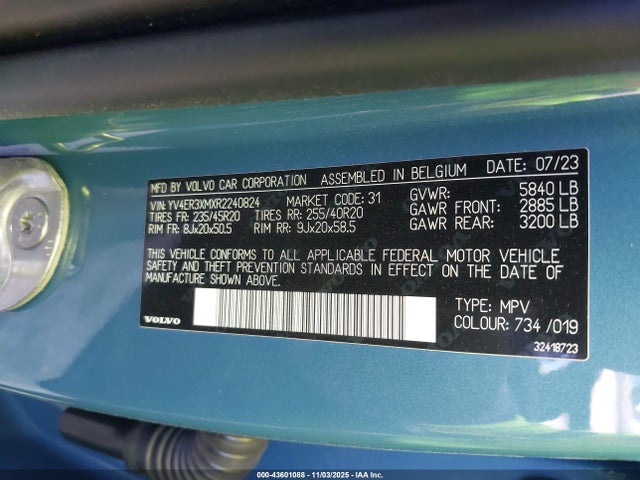 MFD BY VOLVO CAR CORPORATION ASSEMBLED IN BELGIUM DATE: 07/23
VIN: YV4ER3XMXR2240824 MARKET CODE: 31 GVWR: 5840 LB
TIRES FR: 235/45R20 TIRES RR: 255/40R20 GAWR FRONT: 2885 LB
RIM FR: 8Jx20x50.5 RIM RR: 9Jx20x58.5 GAWR REAR: 3200 LB
THIS VEHICLE CONFORMS TO ALL APPLICABLE FEDERAL MOTOR VEHICLE
SAFETY AND THEFT PREVENTION STANDARDS IN EFFECT ON THE DATE OF
MANUFACTURE SHOWN ABOVE.
TYPE: MPV
VOLVO COLOUR: 734/019
32418723
000-43601088 - 11/03/2025 - IAA Inc.